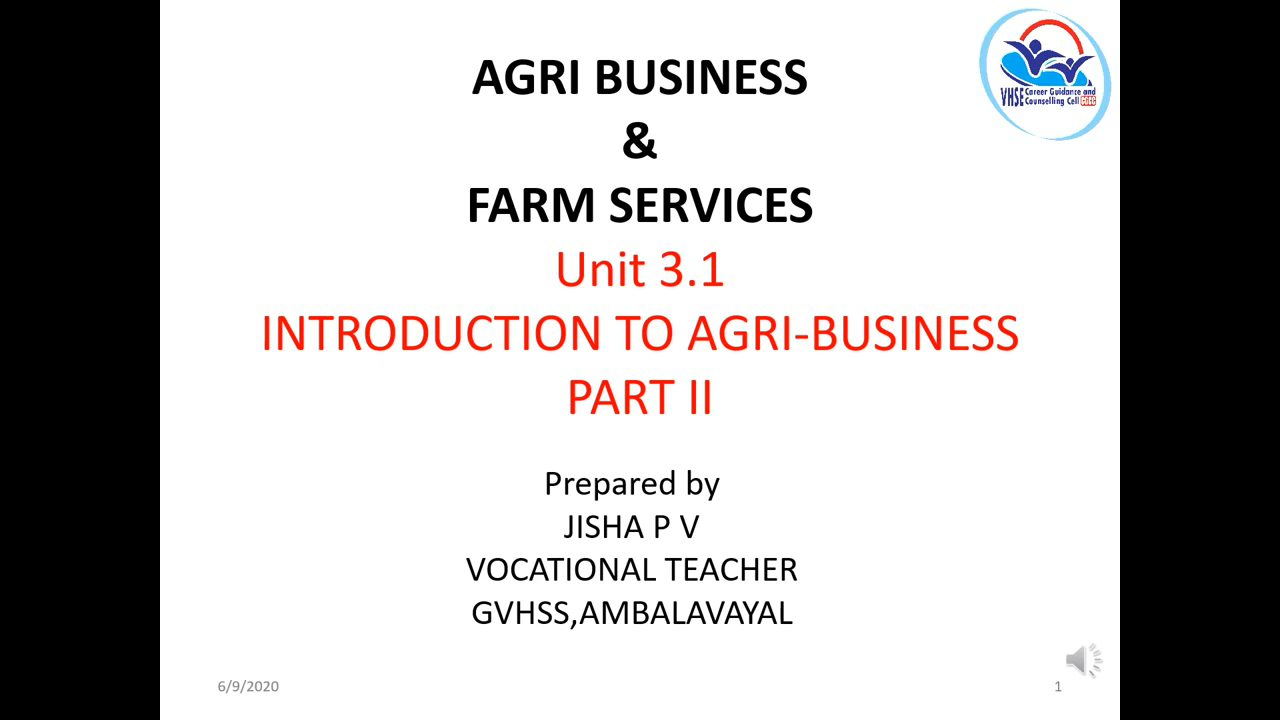 AGRI BUSINESS
&
FARM SERVICES
Unit 3.1
INTRODUCTION TO AGRI-BUSINESS
PART II
Prepared by
JISHA P V
VOCATIONAL TEACHER
GVHSS,AMBALAVAYAL
VHSE Career Guidance and
Counselling Cell CGCC
6/9/2020
1